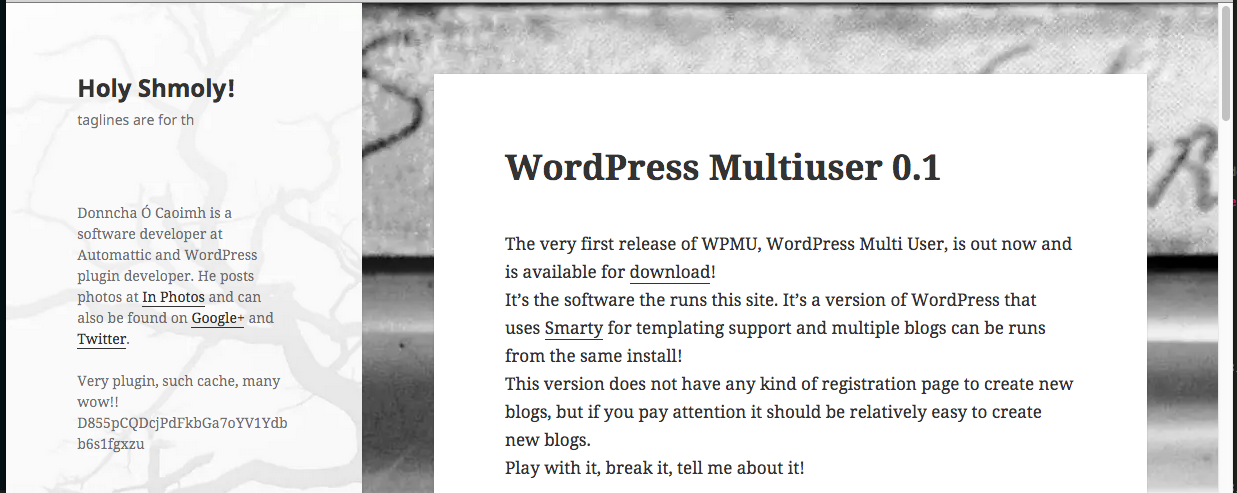 Holy Shmoly!
taglines are for th
Donncha Ó Caoimh is a
software developer at
Automattic and WordPress
plugin developer. He posts
photos at In Photos and can
also be found on Google+ and
Twitter.
Very plugin, such cache, many
wow!!
D855pCQDcjPdFkbGa7oYV1Ydb
b6s1fgxzu
WordPress Multiuser 0.1
The very first release of WPMU, WordPress Multi User, is out now and
is available for download!
It’s the software the runs this site. It’s a version of WordPress that
uses Smarty for templating support and multiple blogs can be runs
from the same install!
This version does not have any kind of registration page to create new
blogs, but if you pay attention it should be relatively easy to create
new blogs.
Play with it, break it, tell me about it!